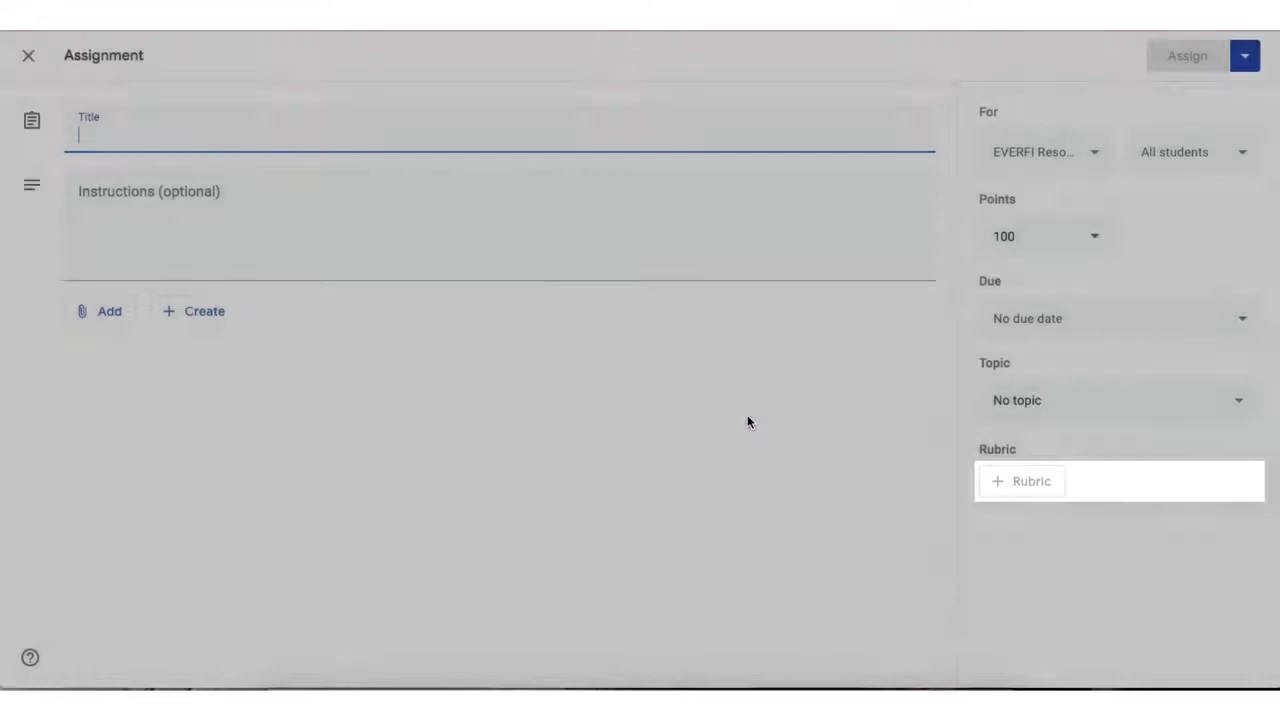 Assignment
Assign
Title
Instructions (optional)
Add
Create
For
EVERFI Reso...
All students
Points
100
Due
No due date
Topic
No topic
Rubric
+ Rubric